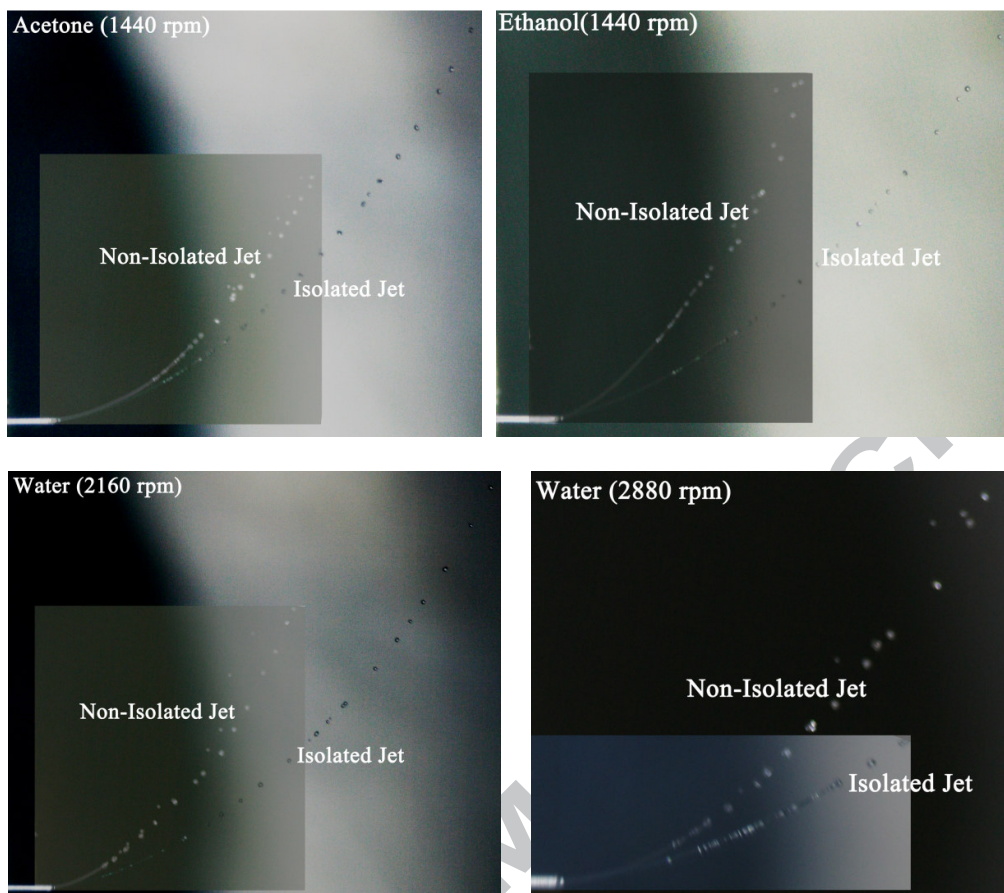 Acetone (1440 rpm)
Non-Isolated Jet
Isolated Jet
Ethanol(1440 rpm)
Non-Isolated Jet
Isolated Jet
Water (2160 rpm)
Non-Isolated Jet
Isolated Jet
Water (2880 rpm)
Non-Isolated Jet
Isolated Jet